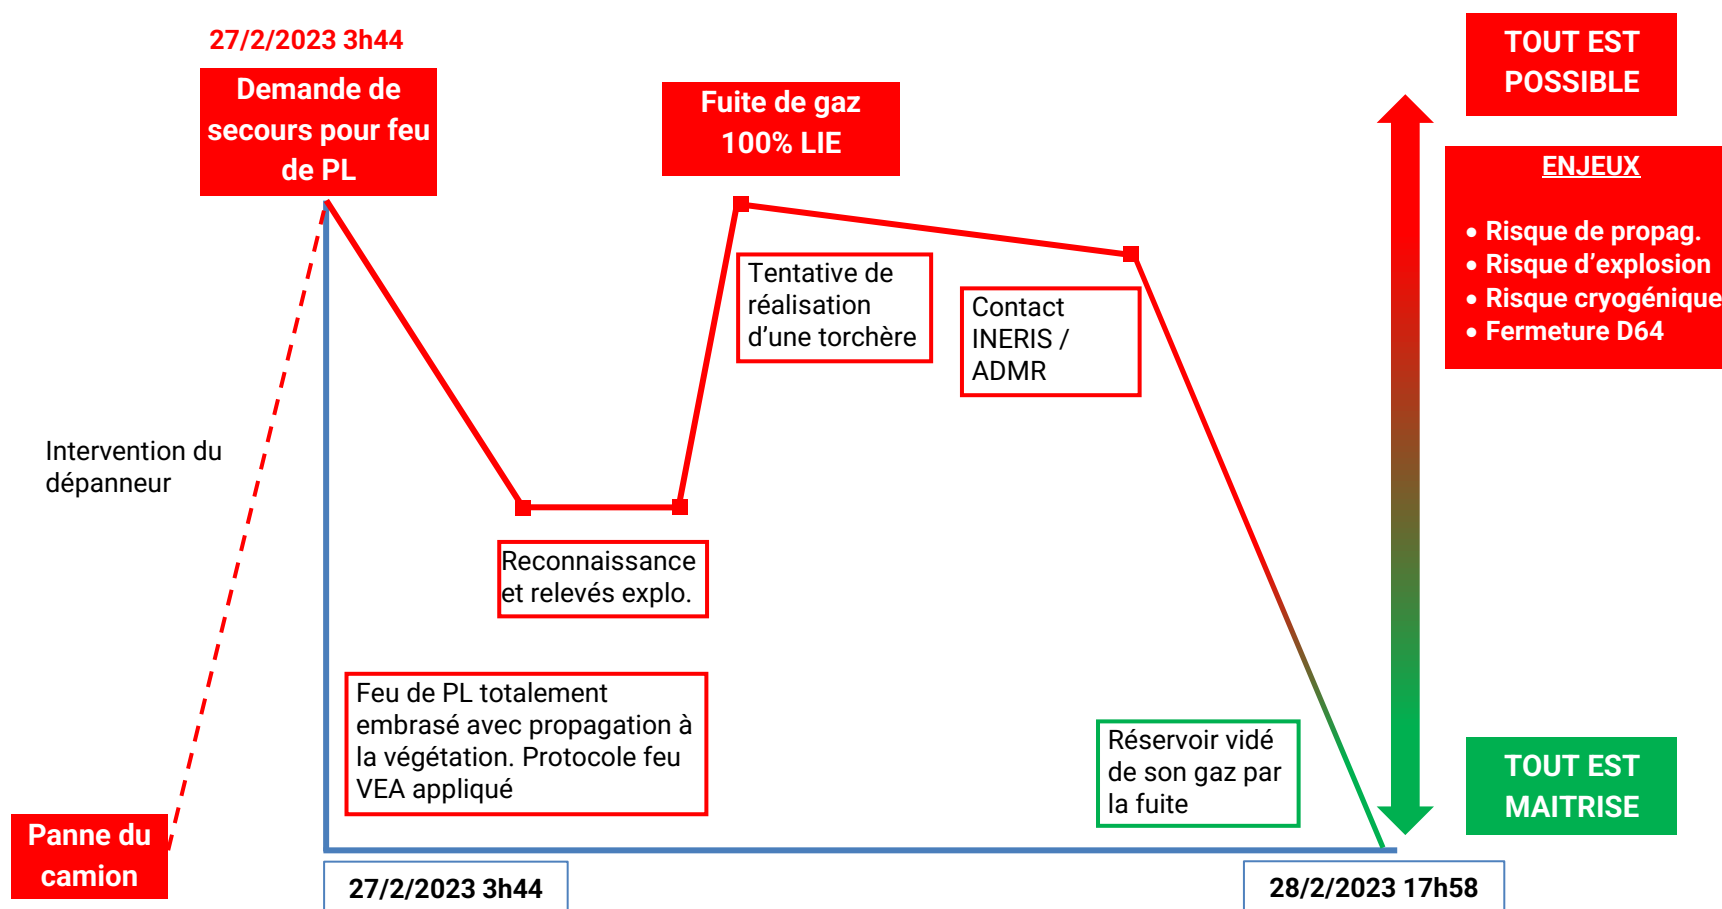 27/2/2023 3h44
Demande de
secours pour feu
de PL
Fuite de gaz
100% LIE
TOUT EST
POSSIBLE
ENJEUX
• Risque de propag.
• Risque d’explosion
• Risque cryogénique
• Fermeture D64
Tentative de
réalisation
d’une torchère
Contact
INERIS /
ADMR
Intervention du
dépanneur
Reconnaissance
et relevés explo.
Feu de PL totalement
embrasé avec propagation à
la végétation. Protocole feu
VEA appliqué
Réservoir vidé
de son gaz par
la fuite
TOUT EST
MAITRISE
Panne du
camion
27/2/2023 3h44
28/2/2023 17h58